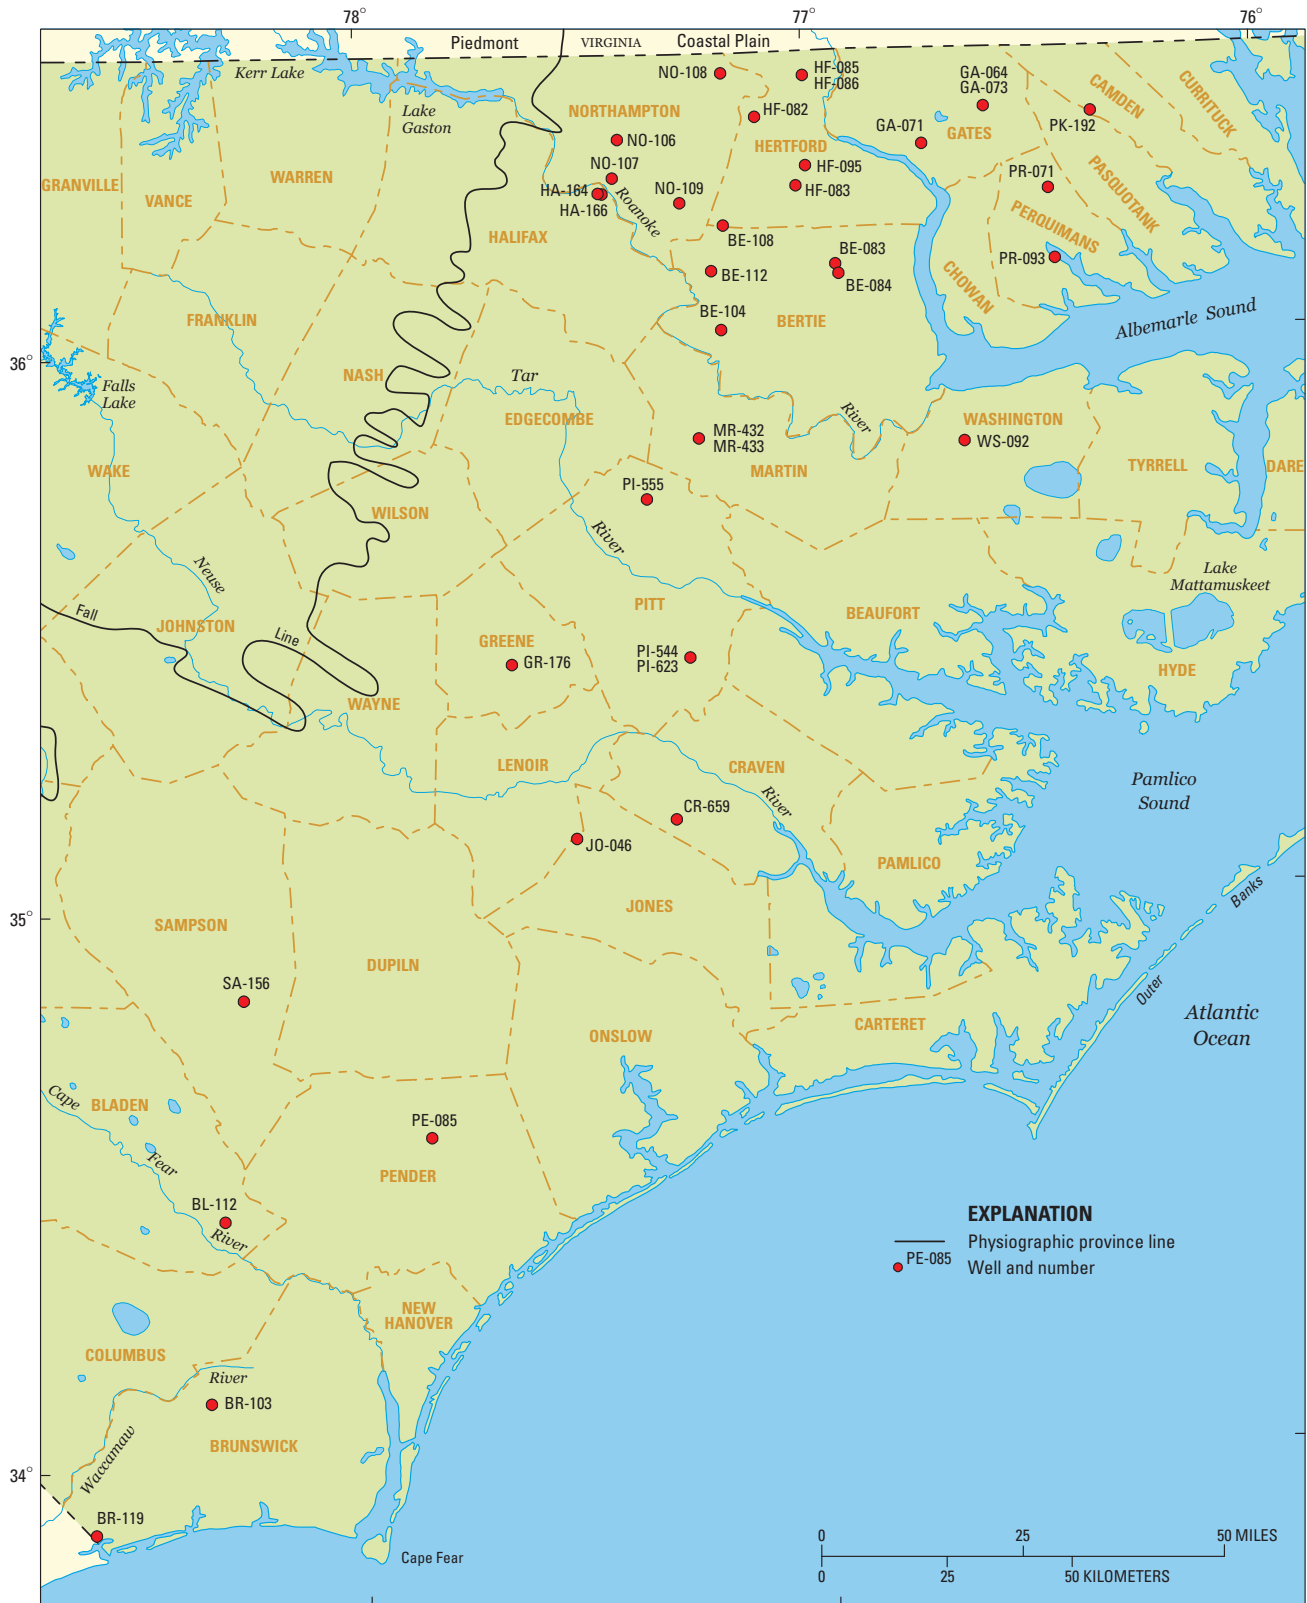 78°
77°
76°
Piedmont
VIRGINIA
Coastal Plain
Kerr Lake
Lake
Gaston
NO-108
HF-085
HF-086
GA-064
GA-073
CAMDEN
CURRITUCK
NORTHAMPTON
HF-082
GA-071
GATES
PK-192
NO-106
HERTFORD
GRANVILLE
VANCE
WARREN
NO-107
HF-095
PR-071
PASQUOTANK
HA-164
HA-166
Roanoke
NO-109
HF-083
PERQUIMANS
HALIFAX
BE-108
BE-083
BE-084
PR-093
BE-112
CHOWAN
FRANKLIN
BE-104
BERTIE
Albemarle Sound
36°
Falls
Lake
NASH
Tar
EDGECOMBE
River
MR-432
MR-433
WASHINGTON
WS-092
WAKE
MARTIN
TYRRELL
DARE
PI-555
WILSON
River
Neuse
Lake
Mattamuskeet
Fall
JOHNSTON
Line
PITT
BEAUFORT
GREENE
GR-176
PI-544
PI-623
HYDE
WAYNE
LENOIR
CRAVEN
River
Pamlico
Sound
CR-659
JO-046
PAMLICO
Banks
35°
SAMPSON
JONES
DUPILN
SA-156
Outer
Atlantic
Ocean
ONSLOW
CARTERET
Cape
BLADEN
PE-085
Fear
PENDER
BL-112
River
EXPLANATION
Physiographic province line
PE-085
Well and number
NEW
HANOVER
COLUMBUS
River
BR-103
BRUNSWICK
Waccamaw
34°
BR-119
Cape Fear
0
25
50 MILES
0
25
50 KILOMETERS